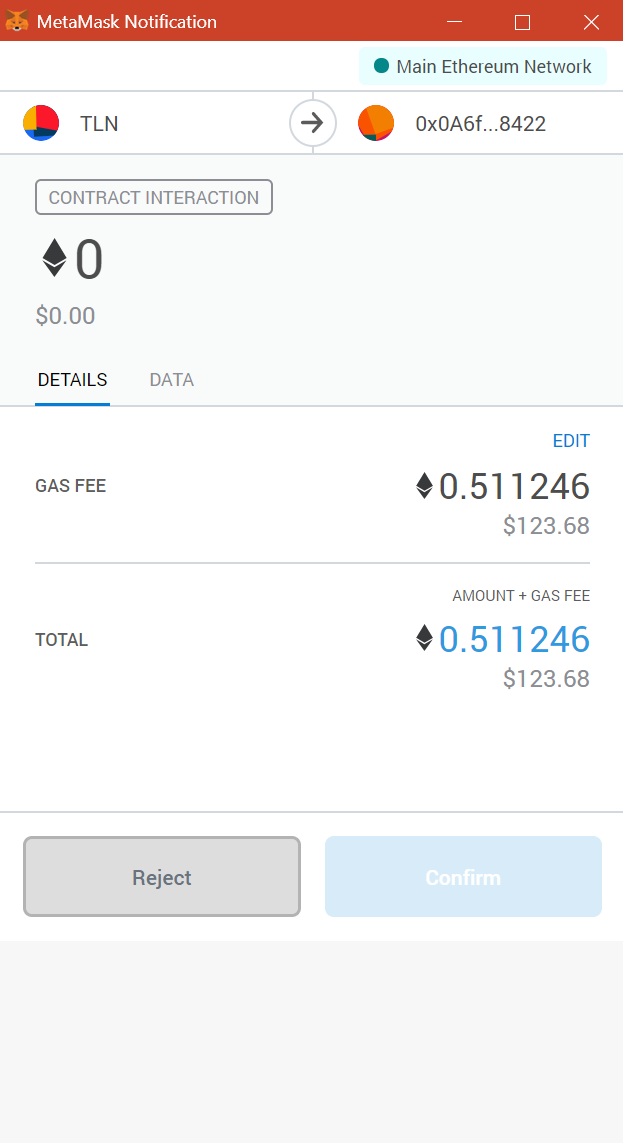 MetaMask Notification
Main Ethereum Network
TLN
0x0A6f...8422
CONTRACT INTERACTION
0
$0.00
DETAILS DATA
EDIT
GAS FEE 0.511246
$123.68
AMOUNT + GAS FEE
TOTAL 0.511246
$123.68
Reject Confirm